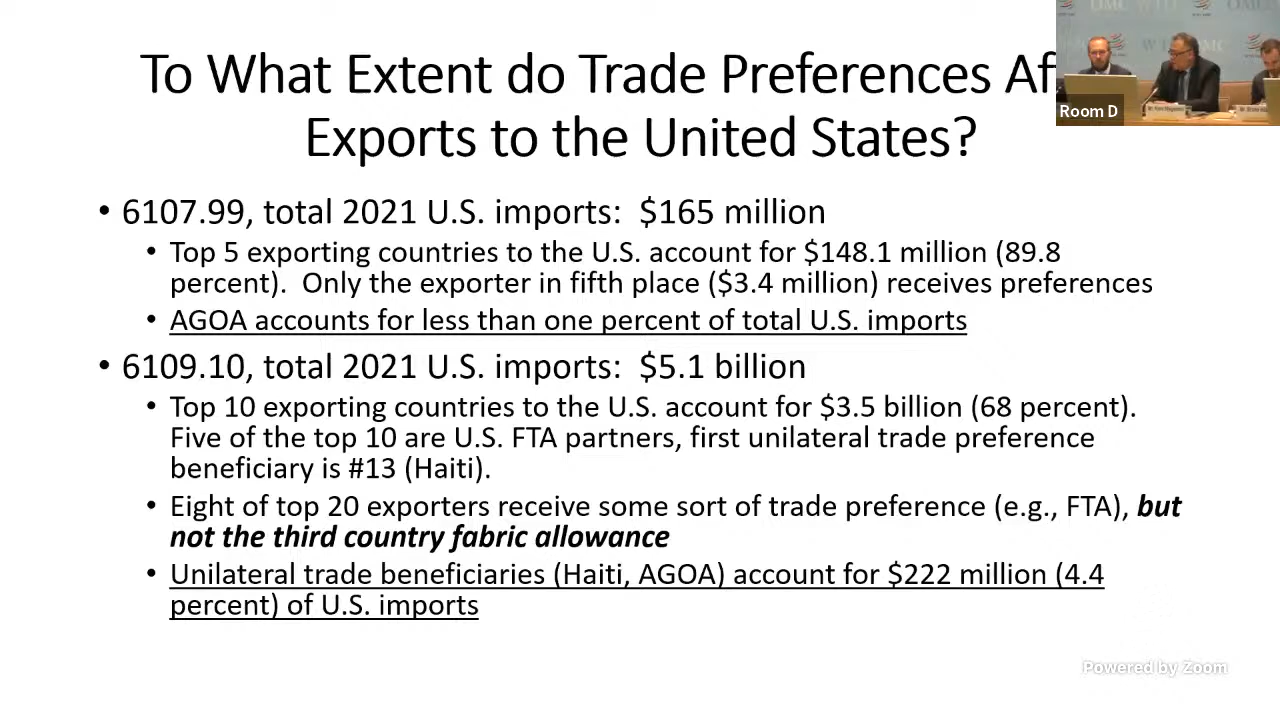 To What Extent do Trade Preferences Af
Exports to the United States?
Room D
• 6107.99, total 2021 U.S. imports: $165 million
• Top 5 exporting countries to the U.S. account for $148.1 million (89.8
percent). Only the exporter in fifth place ($3.4 million) receives preferences
• AGOA accounts for less than one percent of total U.S. imports
• 6109.10, total 2021 U.S. imports: $5.1 billion
• Top 10 exporting countries to the U.S. account for $3.5 billion (68 percent).
Five of the top 10 are U.S. FTA partners, first unilateral trade preference
beneficiary is #13 (Haiti).
• Eight of top 20 exporters receive some sort of trade preference (e.g., FTA), but
not the third country fabric allowance
• Unilateral trade beneficiaries (Haiti, AGOA) account for $222 million (4.4
percent) of U.S. imports
Powered by Zoom